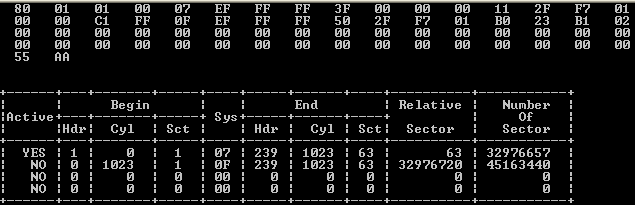 80 01 01 00 07 EF FF FF 3F 00 00 00 11 2F F7 01
00 00 C1 FF 0F EF FF FF 50 2F F7 01 B0 23 B1 02
00 00 00 00 00 00 00 00 00 00 00 00 00 00 00 00
00 00 00 00 00 00 00 00 00 00 00 00 00 00 00 00
55 AA
Begin End Relative Number
Active Sys Of
Hdr Cyl Sct Hdr Cyl Sct Sector Sector
YES 1 0 1 07 239 1023 63 63 32976657
NO 0 1023 1 0F 239 1023 63 32976720 45163440
NO 0 0 0 00 0 0 0 0 0
NO 0 0 0 00 0 0 0 0 0